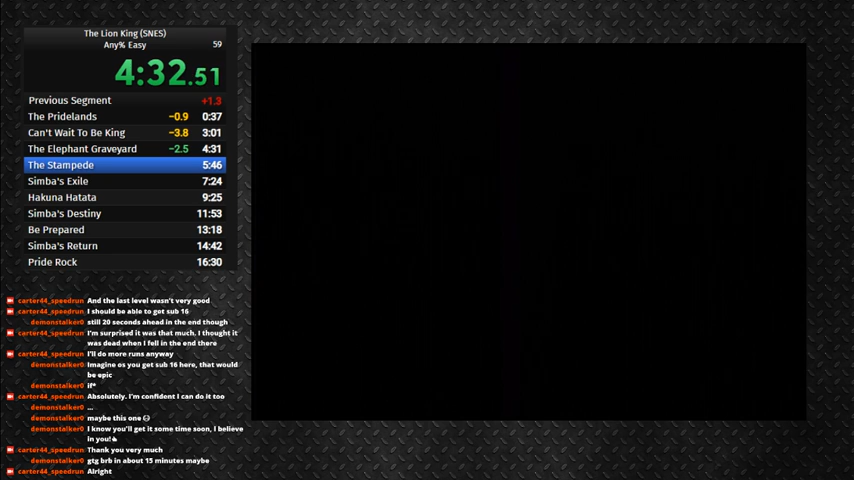 The Lion King (SNES)
Any% Easy 59
4:32.51
Previous Segment +1.3
The Pridelands −0.9 0:37
Can't Wait To Be King −3.8 3:01
The Elephant Graveyard −2.5 4:31
The Stampede 5:46
Simba's Exile 7:24
Hakuna Hatata 9:25
Simba's Destiny 11:53
Be Prepared 13:18
Simba's Return 14:42
Pride Rock 16:30
carter44_speedrun And the last level wasn't very good
carter44_speedrun I should be able to get sub 16
demonstalker0 still 20 seconds ahead in the end though
carter44_speedrun I'm surprised it was that much, I thought it
was dead when I fell in the end there
carter44_speedrun I'll do more runs anyway
demonstalker0 Imagine os you get sub 16 here, that would
be epic
demonstalker0 if*
carter44_speedrun Absolutely. I'm confident I can do it too
demonstalker0 ...
demonstalker0 maybe this one
demonstalker0 I know you'll get it some time soon, I believe
in you!
carter44_speedrun Thank you very much
demonstalker0 gtg brb in about 15 minutes maybe
carter44_speedrun Alright